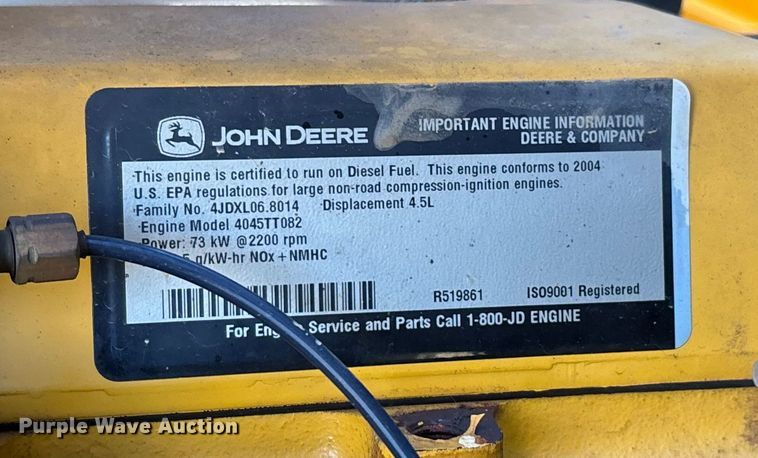 JOHN DEERE
IMPORTANT ENGINE INFORMATION
DEERE & COMPANY
This engine is certified to run on Diesel Fuel. This engine conforms to 2004
U.S. EPA regulations for large non-road compression-ignition engines.
Family No. 4JDXL06.8014 Displacement 4.5L
Engine Model 4045TT082
Power: 73 kW @2200 rpm
g/kW-hr NOx + NMHC
R519861 ISO9001 Registered
For Service and Parts Call 1-800-JD ENGINE
Purple Wave Auction